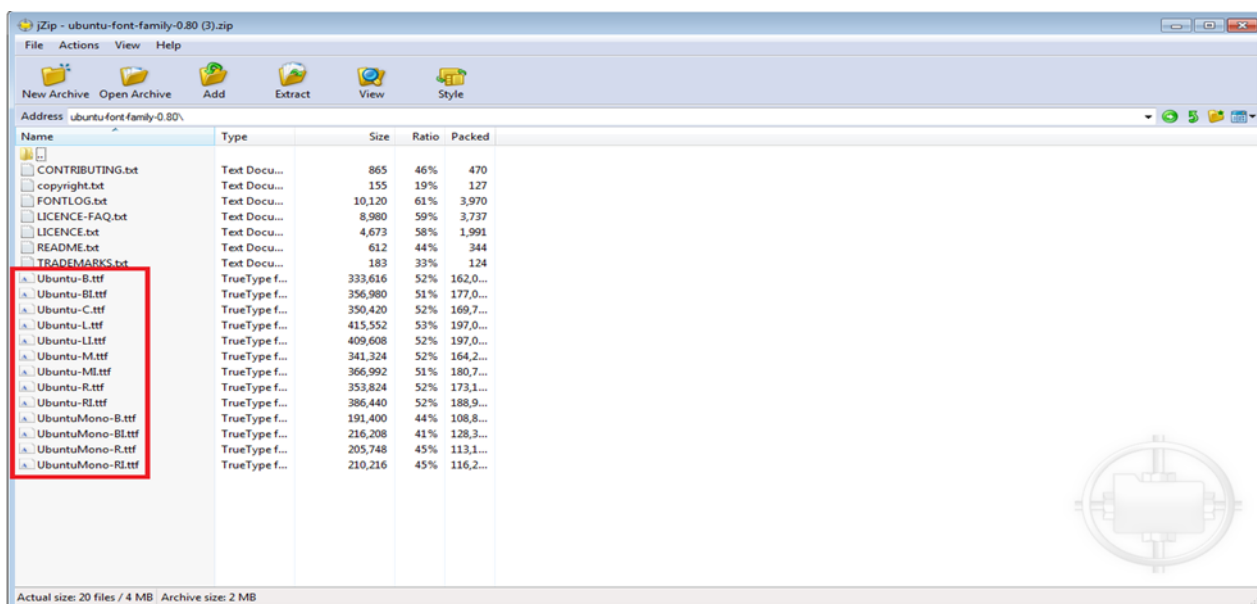 jZip - ubuntu-font-family-0.80 (3).zip
File Actions View Help
New Archive Open Archive Add Extract View Style
Address ubuntu-font-family-0.80\
Name Type Size Ratio Packed
..
CONTRIBUTING.txt Text Docu... 865 46% 470
copyright.txt Text Docu... 155 19% 127
FONTLOG.txt Text Docu... 10,120 61% 3,970
LICENCE-FAQ.txt Text Docu... 8,980 59% 3,737
LICENCE.txt Text Docu... 4,673 58% 1,991
README.txt Text Docu... 612 44% 344
TRADEMARKS.txt Text Docu... 183 33% 124
Ubuntu-B.ttf TrueType f... 333,616 52% 162,0...
Ubuntu-BI.ttf TrueType f... 356,980 51% 177,0...
Ubuntu-C.ttf TrueType f... 350,420 52% 169,7...
Ubuntu-L.ttf TrueType f... 415,552 53% 197,0...
Ubuntu-LI.ttf TrueType f... 409,608 52% 197,0...
Ubuntu-M.ttf TrueType f... 341,324 52% 164,2...
Ubuntu-MI.ttf TrueType f... 366,992 51% 180,7...
Ubuntu-R.ttf TrueType f... 353,824 52% 173,1...
Ubuntu-RI.ttf TrueType f... 386,440 52% 188,9...
UbuntuMono-B.ttf TrueType f... 191,400 44% 108,8...
UbuntuMono-BI.ttf TrueType f... 216,208 41% 128,3...
UbuntuMono-R.ttf TrueType f... 205,748 45% 113,1...
UbuntuMono-RI.ttf TrueType f... 210,216 45% 116,2...
Actual size: 20 files / 4 MB Archive size: 2 MB